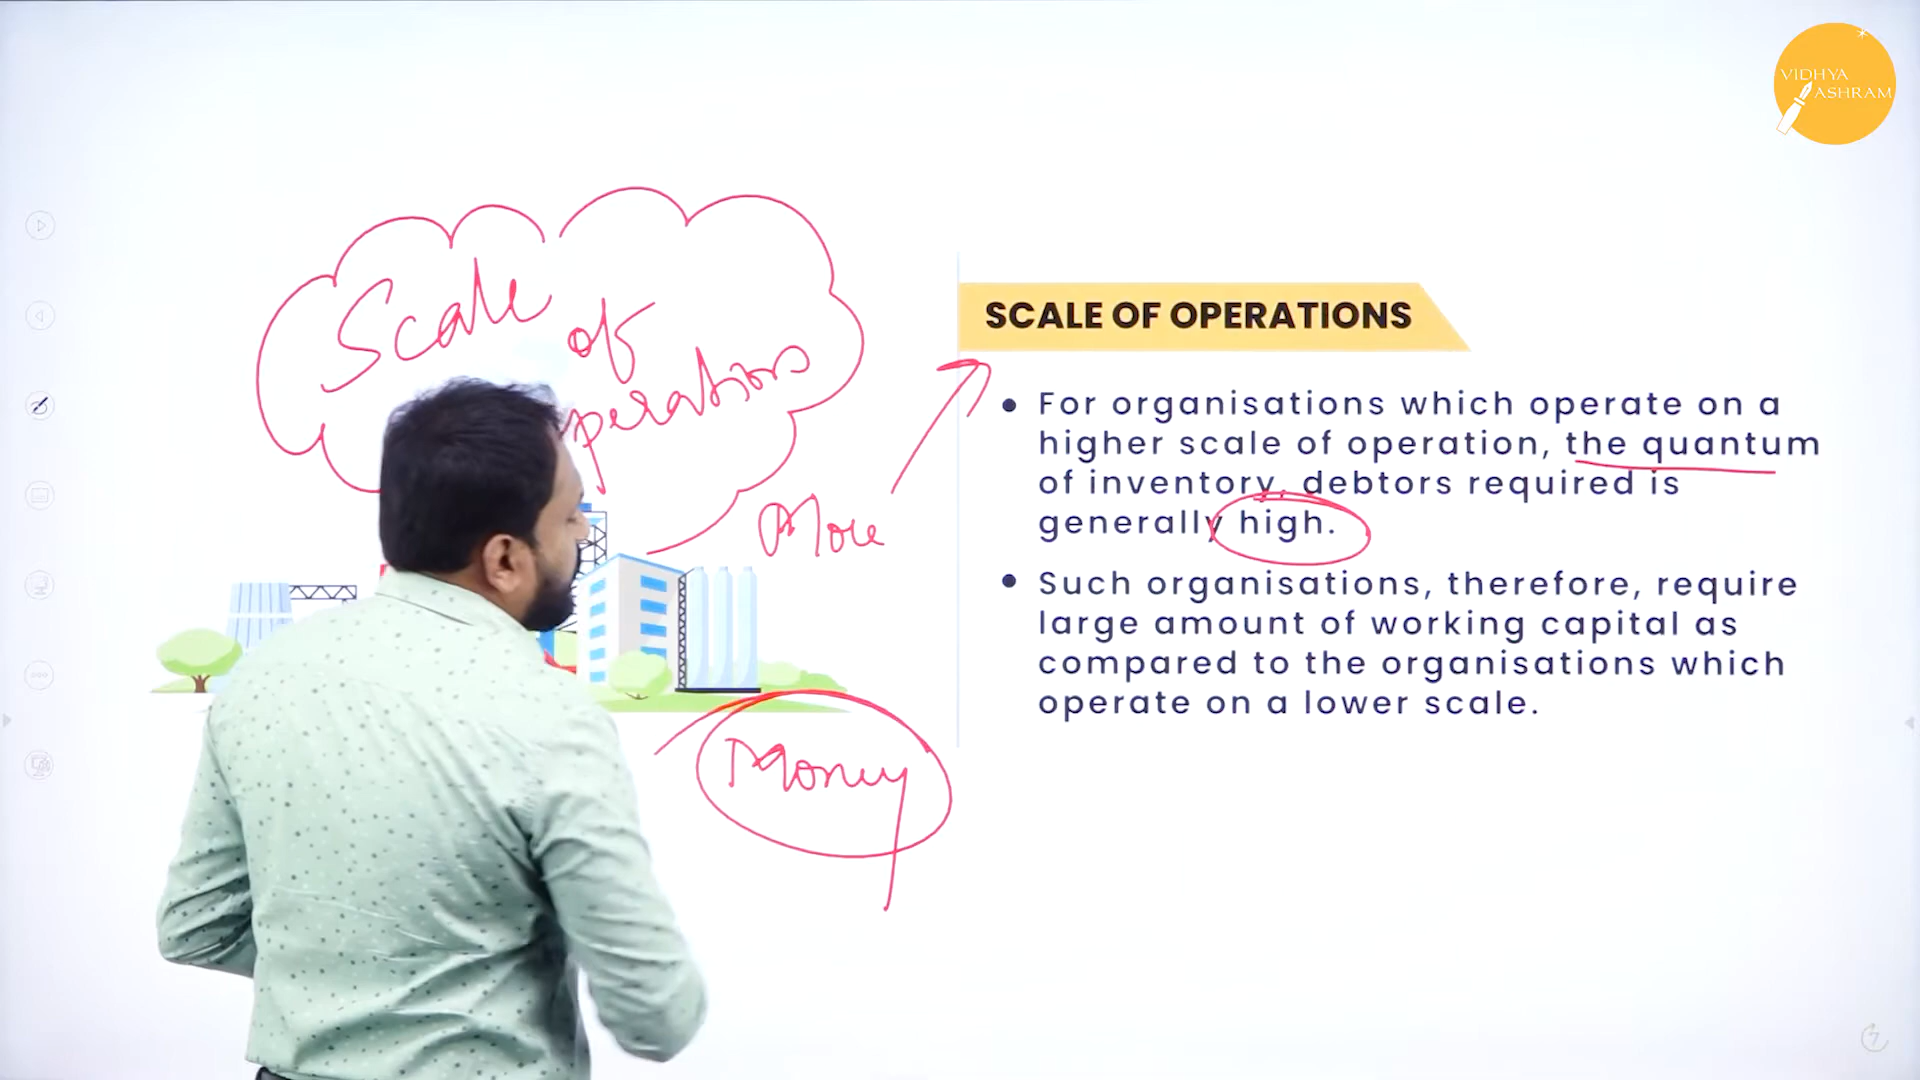 VIDHYA
ASHRAM
Scale
of
perations
More
Money
SCALE OF OPERATIONS
• For organisations which operate on a
higher scale of operation, the quantum
of inventory, debtors required is
generally high.
• Such organisations, therefore, require
large amount of working capital as
compared to the organisations which
operate on a lower scale.
7